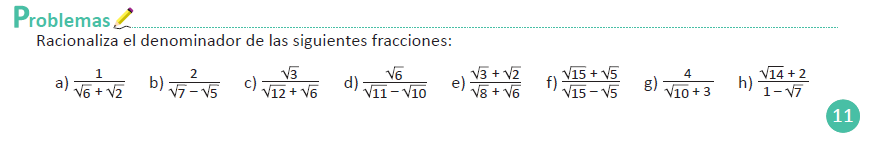 Problemas
Racionaliza el denominador de las siguientes fracciones:
a) 1/(√6 + √2) b) 2/(√7 − √5) c) √3/(√12 + √6) d) √6/(√11 − √10) e) (√3 + √2)/(√8 + √6) f) (√15 + √5)/(√15 − √5) g) 4/(√10 + 3) h) (√14 + 2)/(1 − √7)
11